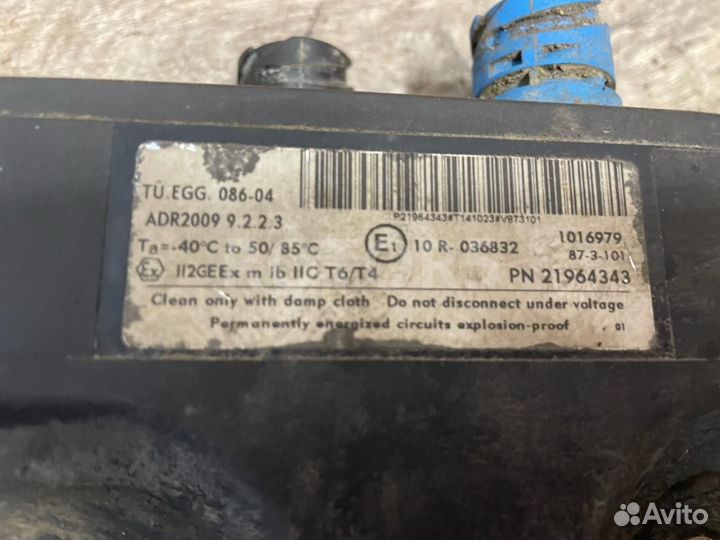 TÜ.EGG. 086-04
P21964343#T141023#V873101
ADR2009 9.2.2.3
1016979
Ta=-40°C to 50/85°C
E1 10 R- 036832
87-3-101
Ex II2GEEx m ib IIC T6/T4
PN 21964343
Clean only with damp cloth Do not disconnect under voltage
Permanently energized circuits explosion-proof 01
Avito